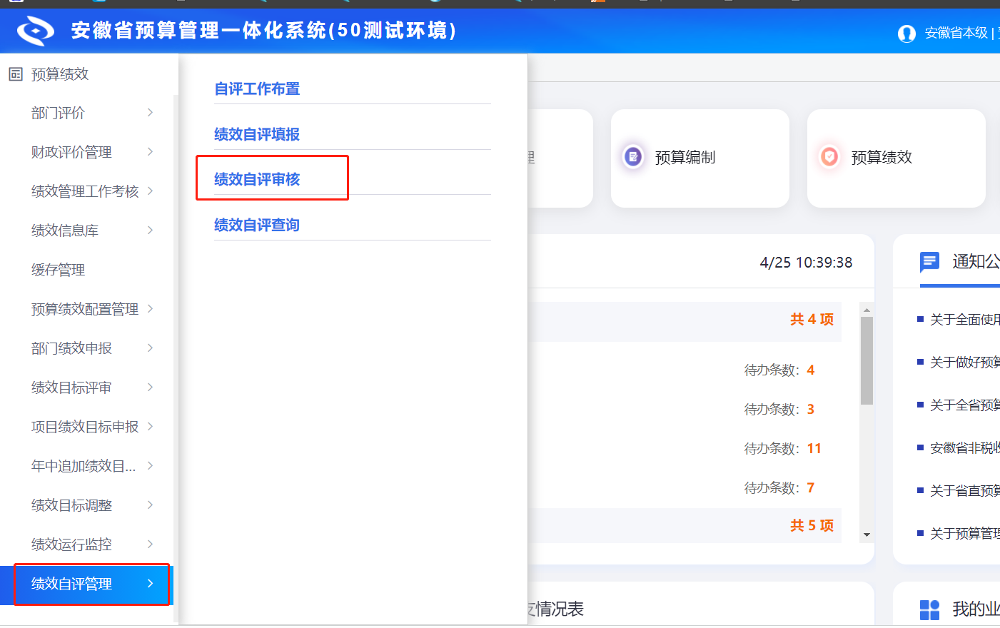 安徽省预算管理一体化系统(50测试环境)
安徽省本级 |
预算绩效
部门评价
财政评价管理
绩效管理工作考核
绩效信息库
缓存管理
预算绩效配置管理
部门绩效申报
绩效目标评审
项目绩效目标申报
年中追加绩效目...
绩效目标调整
绩效运行监控
绩效自评管理
自评工作布置
绩效自评填报
绩效自评审核
绩效自评查询
理
预算编制
预算绩效
4/25 10:39:38
共 4 项
待办条数: 4
待办条数: 3
待办条数: 11
待办条数: 7
共 5 项
情况表
通知公
关于全面使用
关于做好预算
关于全省预算
安徽省非税收
关于省直预算
关于预算管理
我的业